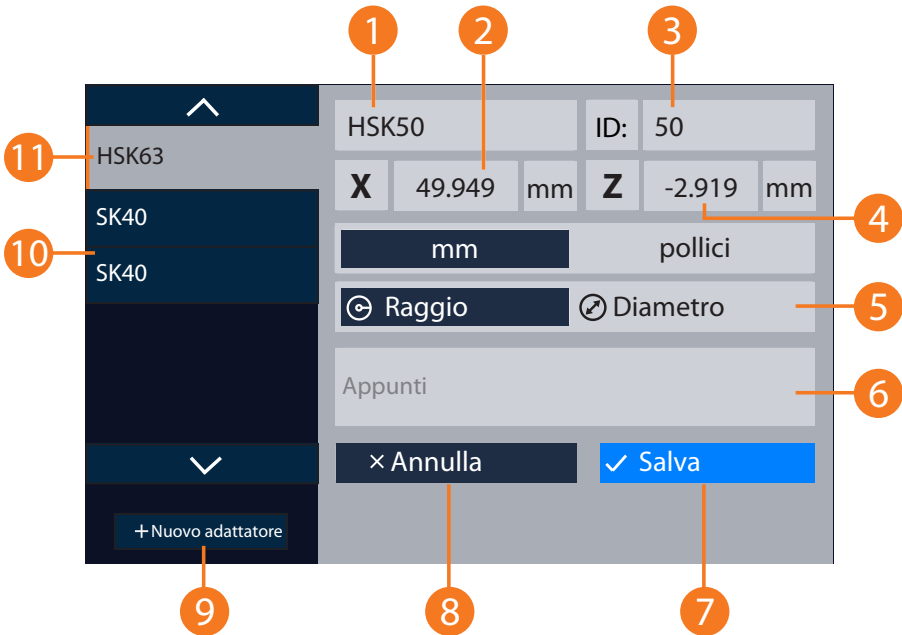 1 2 3
HSK50 ID: 50
11 HSK63
X 49.949 mm Z -2.919 mm
SK40
4
10 mm pollici
SK40
Raggio Diametro 5
Appunti 6
× Annulla ✓ Salva
+ Nuovo adattatore
9 8 7